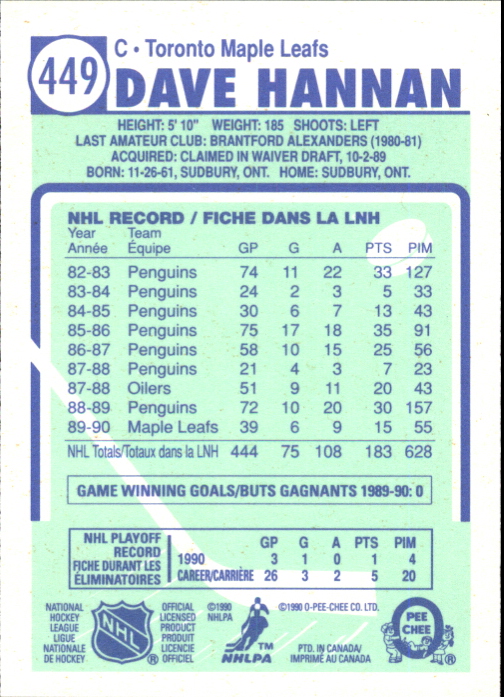 449
C • Toronto Maple Leafs
DAVE HANNAN
HEIGHT: 5' 10" WEIGHT: 185 SHOOTS: LEFT
LAST AMATEUR CLUB: BRANTFORD ALEXANDERS (1980-81)
ACQUIRED: CLAIMED IN WAIVER DRAFT, 10-2-89
BORN: 11-26-61, SUDBURY, ONT. HOME: SUDBURY, ONT.
NHL RECORD / FICHE DANS LA LNH
Year Team
Année Équipe GP G A PTS PIM
82-83 Penguins 74 11 22 33 127
83-84 Penguins 24 2 3 5 33
84-85 Penguins 30 6 7 13 43
85-86 Penguins 75 17 18 35 91
86-87 Penguins 58 10 15 25 56
87-88 Penguins 21 4 3 7 23
87-88 Oilers 51 9 11 20 43
88-89 Penguins 72 10 20 30 157
89-90 Maple Leafs 39 6 9 15 55
NHL Totals/Totaux dans la LNH 444 75 108 183 628
GAME WINNING GOALS/BUTS GAGNANTS 1989-90: 0
NHL PLAYOFF
RECORD
FICHE DURANT LES
ÉLIMINATOIRES
GP G A PTS PIM
1990 3 1 0 1 4
CAREER/CARRIÈRE 26 3 2 5 20
NATIONAL
HOCKEY
LEAGUE
LIGUE
NATIONALE
DE HOCKEY
NHL
®
OFFICIAL
LICENSED
PRODUCT
PRODUIT
LICENCIE
OFFICIEL
©1990
NHLPA
TM
NHLPA
©1990 O-PEE-CHEE CO. LTD.
PTD. IN CANADA/
IMPRIMÉ AU CANADA
PEE
CHEE
®